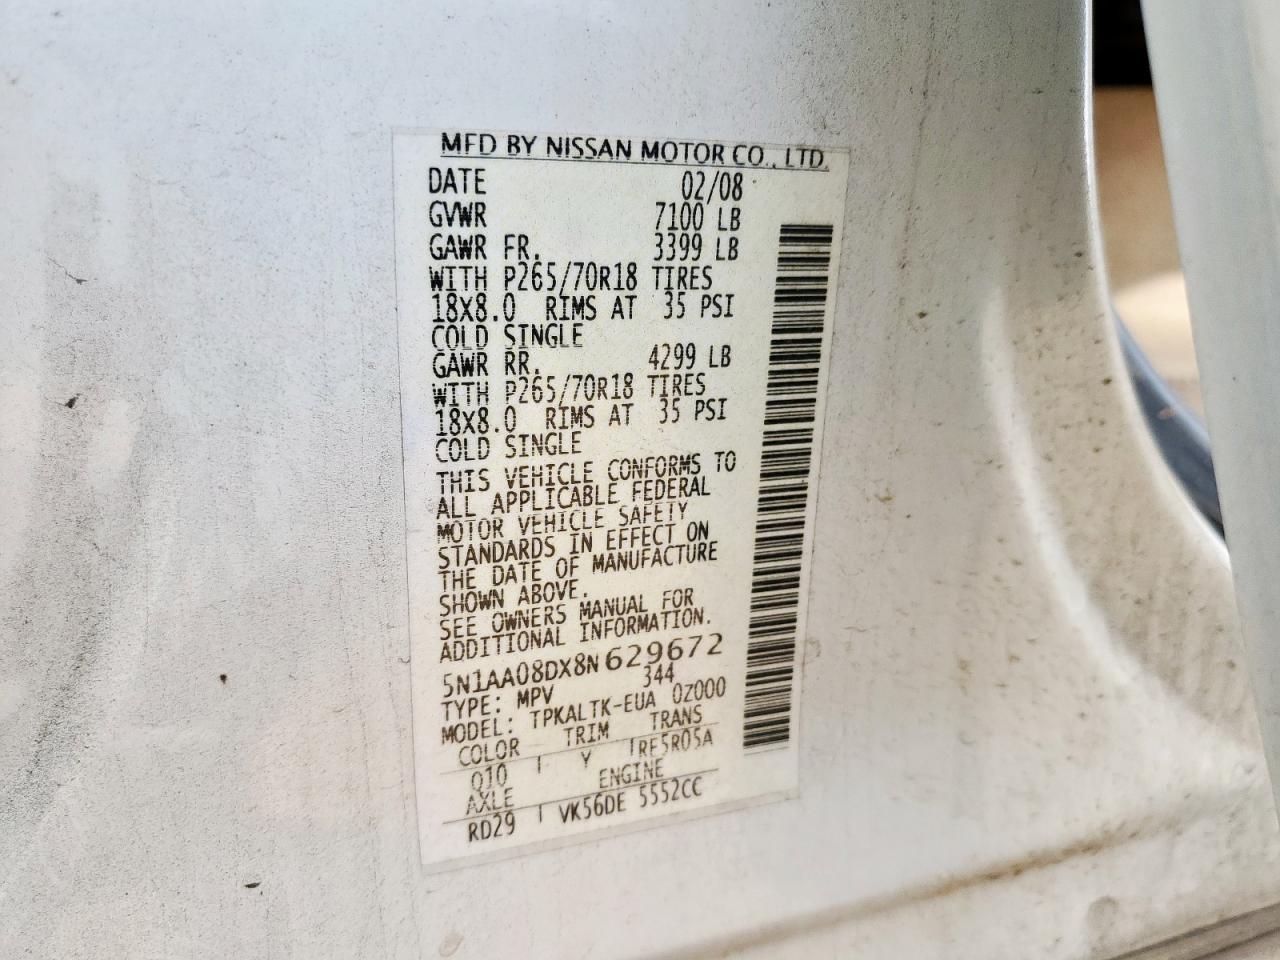 MFD BY NISSAN MOTOR CO., LTD.
DATE 02/08
GVWR 7100 LB
GAWR FR. 3399 LB
WITH P265/70R18 TIRES
18X8.0 RIMS AT 35 PSI
COLD SINGLE
GAWR RR. 4299 LB
WITH P265/70R18 TIRES
18X8.0 RIMS AT 35 PSI
COLD SINGLE
THIS VEHICLE CONFORMS TO
ALL APPLICABLE FEDERAL
MOTOR VEHICLE SAFETY
STANDARDS IN EFFECT ON
THE DATE OF MANUFACTURE
SHOWN ABOVE.
SEE OWNERS MANUAL FOR
ADDITIONAL INFORMATION.
5N1AA08DX8N629672
TYPE: MPV 344
MODEL: TPKALTK-EUA 0Z000
COLOR TRIM TRANS
Q10 Y RE5R05A
AXLE ENGINE
RD29 VK56DE 5552CC